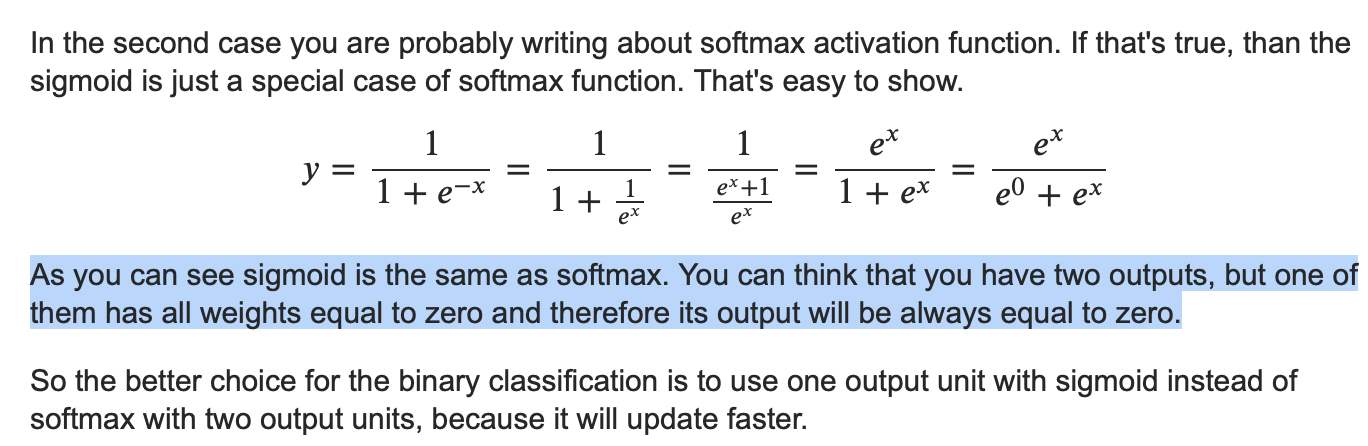 In the second case you are probably writing about softmax activation function. If that's true, than the
sigmoid is just a special case of softmax function. That's easy to show.
y = \frac{1}{1 + e^{-x}} = \frac{1}{1 + \frac{1}{e^x}} = \frac{1}{\frac{e^x+1}{e^x}} = \frac{e^x}{1 + e^x} = \frac{e^x}{e^0 + e^x}
As you can see sigmoid is the same as softmax. You can think that you have two outputs, but one of
them has all weights equal to zero and therefore its output will be always equal to zero.
So the better choice for the binary classification is to use one output unit with sigmoid instead of
softmax with two output units, because it will update faster.